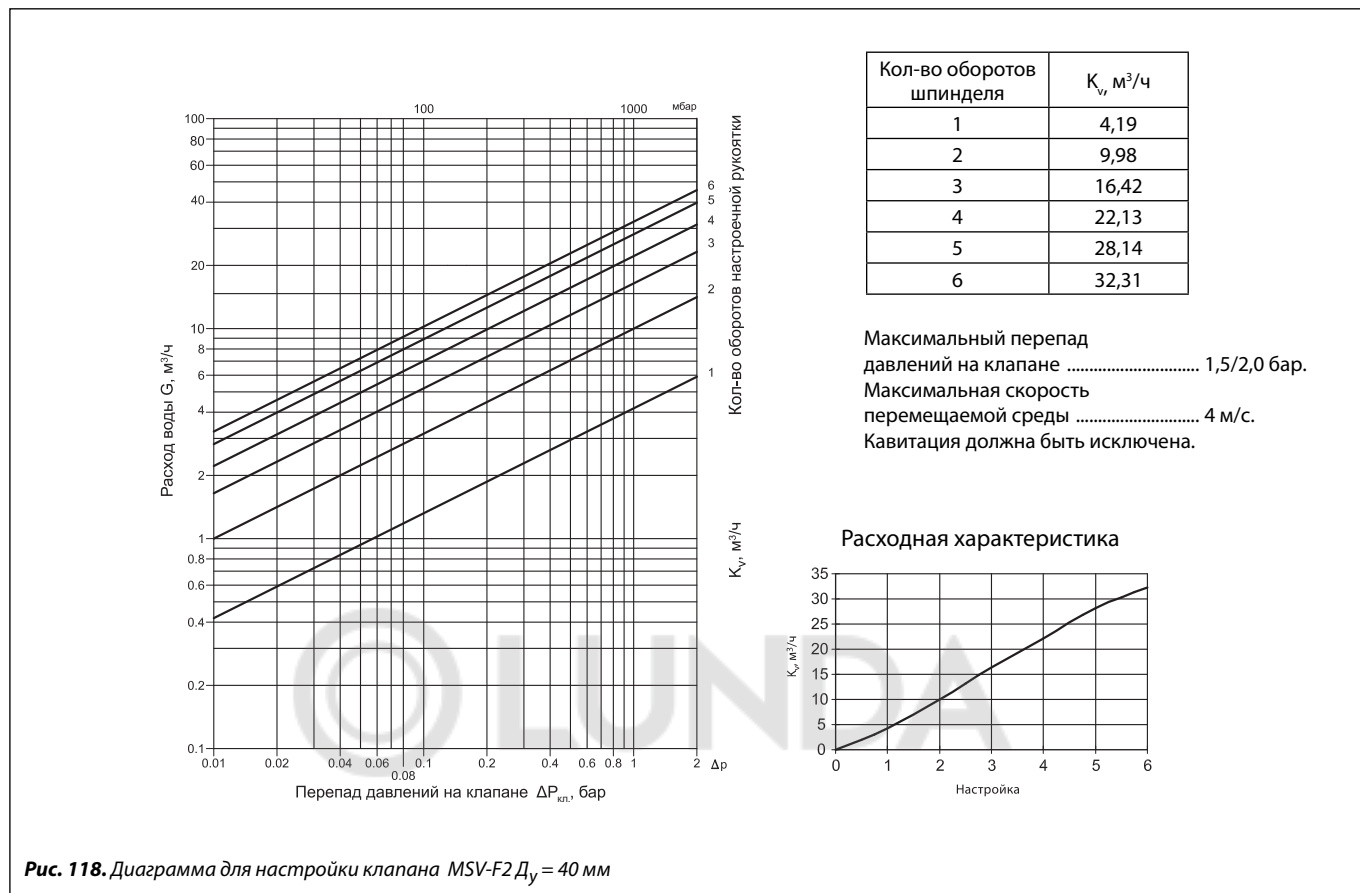 100 1000 мбар
100
80
60
40
20
10
8
6
4
2
1
0.8
0.6
0.4
0.2
0.1
Расход воды G, м³/ч
6
5
4
3
2
1
Кол-во оборотов настроечной рукоятки
Kv, м³/ч
0.01 0.02 0.04 0.06 0.08 0.1 0.2 0.4 0.6 0.8 1 2 Δp
Перепад давлений на клапане ΔPкл., бар
Кол-во оборотов шпинделя Kv, м³/ч
1 4,19
2 9,98
3 16,42
4 22,13
5 28,14
6 32,31
Максимальный перепад
давлений на клапане ............................. 1,5/2,0 бар.
Максимальная скорость
перемещаемой среды ........................... 4 м/с.
Кавитация должна быть исключена.
Расходная характеристика
35
30
25
20
15
10
5
0
Kv, м³/ч
0 1 2 3 4 5 6
Настройка
LUNDA
Рис. 118. Диаграмма для настройки клапана MSV-F2 Ду = 40 мм